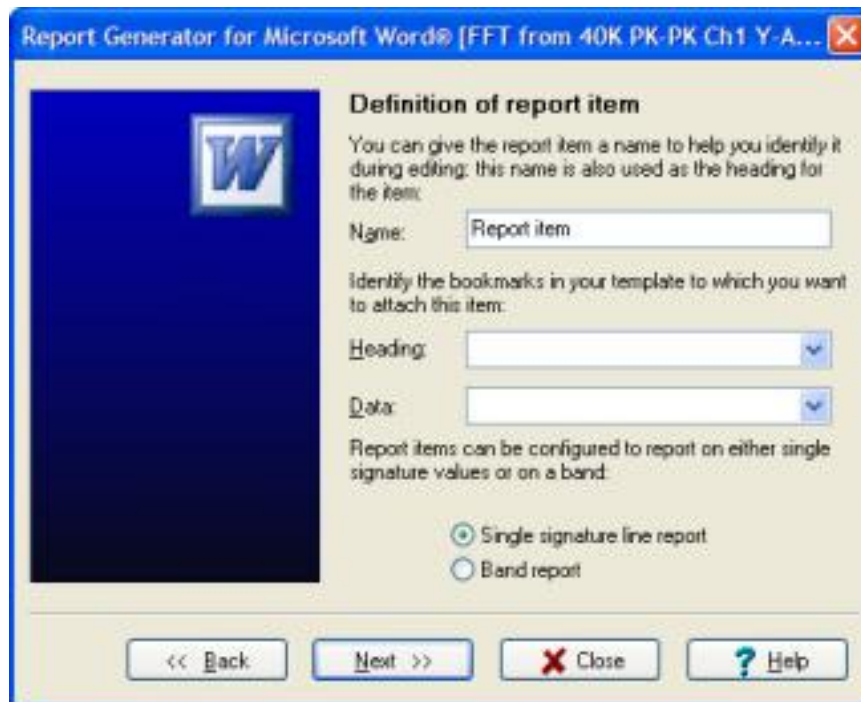 Report Generator for Microsoft Word® [FFT from 40K PK-PK Ch1 Y-A...
W
Definition of report item
You can give the report item a name to help you identify it
during editing: this name is also used as the heading for
the item:
Name: Report item
Identify the bookmarks in your template to which you want
to attach this item:
Heading:
Data:
Report items can be configured to report on either single
signature values or on a band:
Single signature line report
Band report
<< Back Next >> Close ? Help